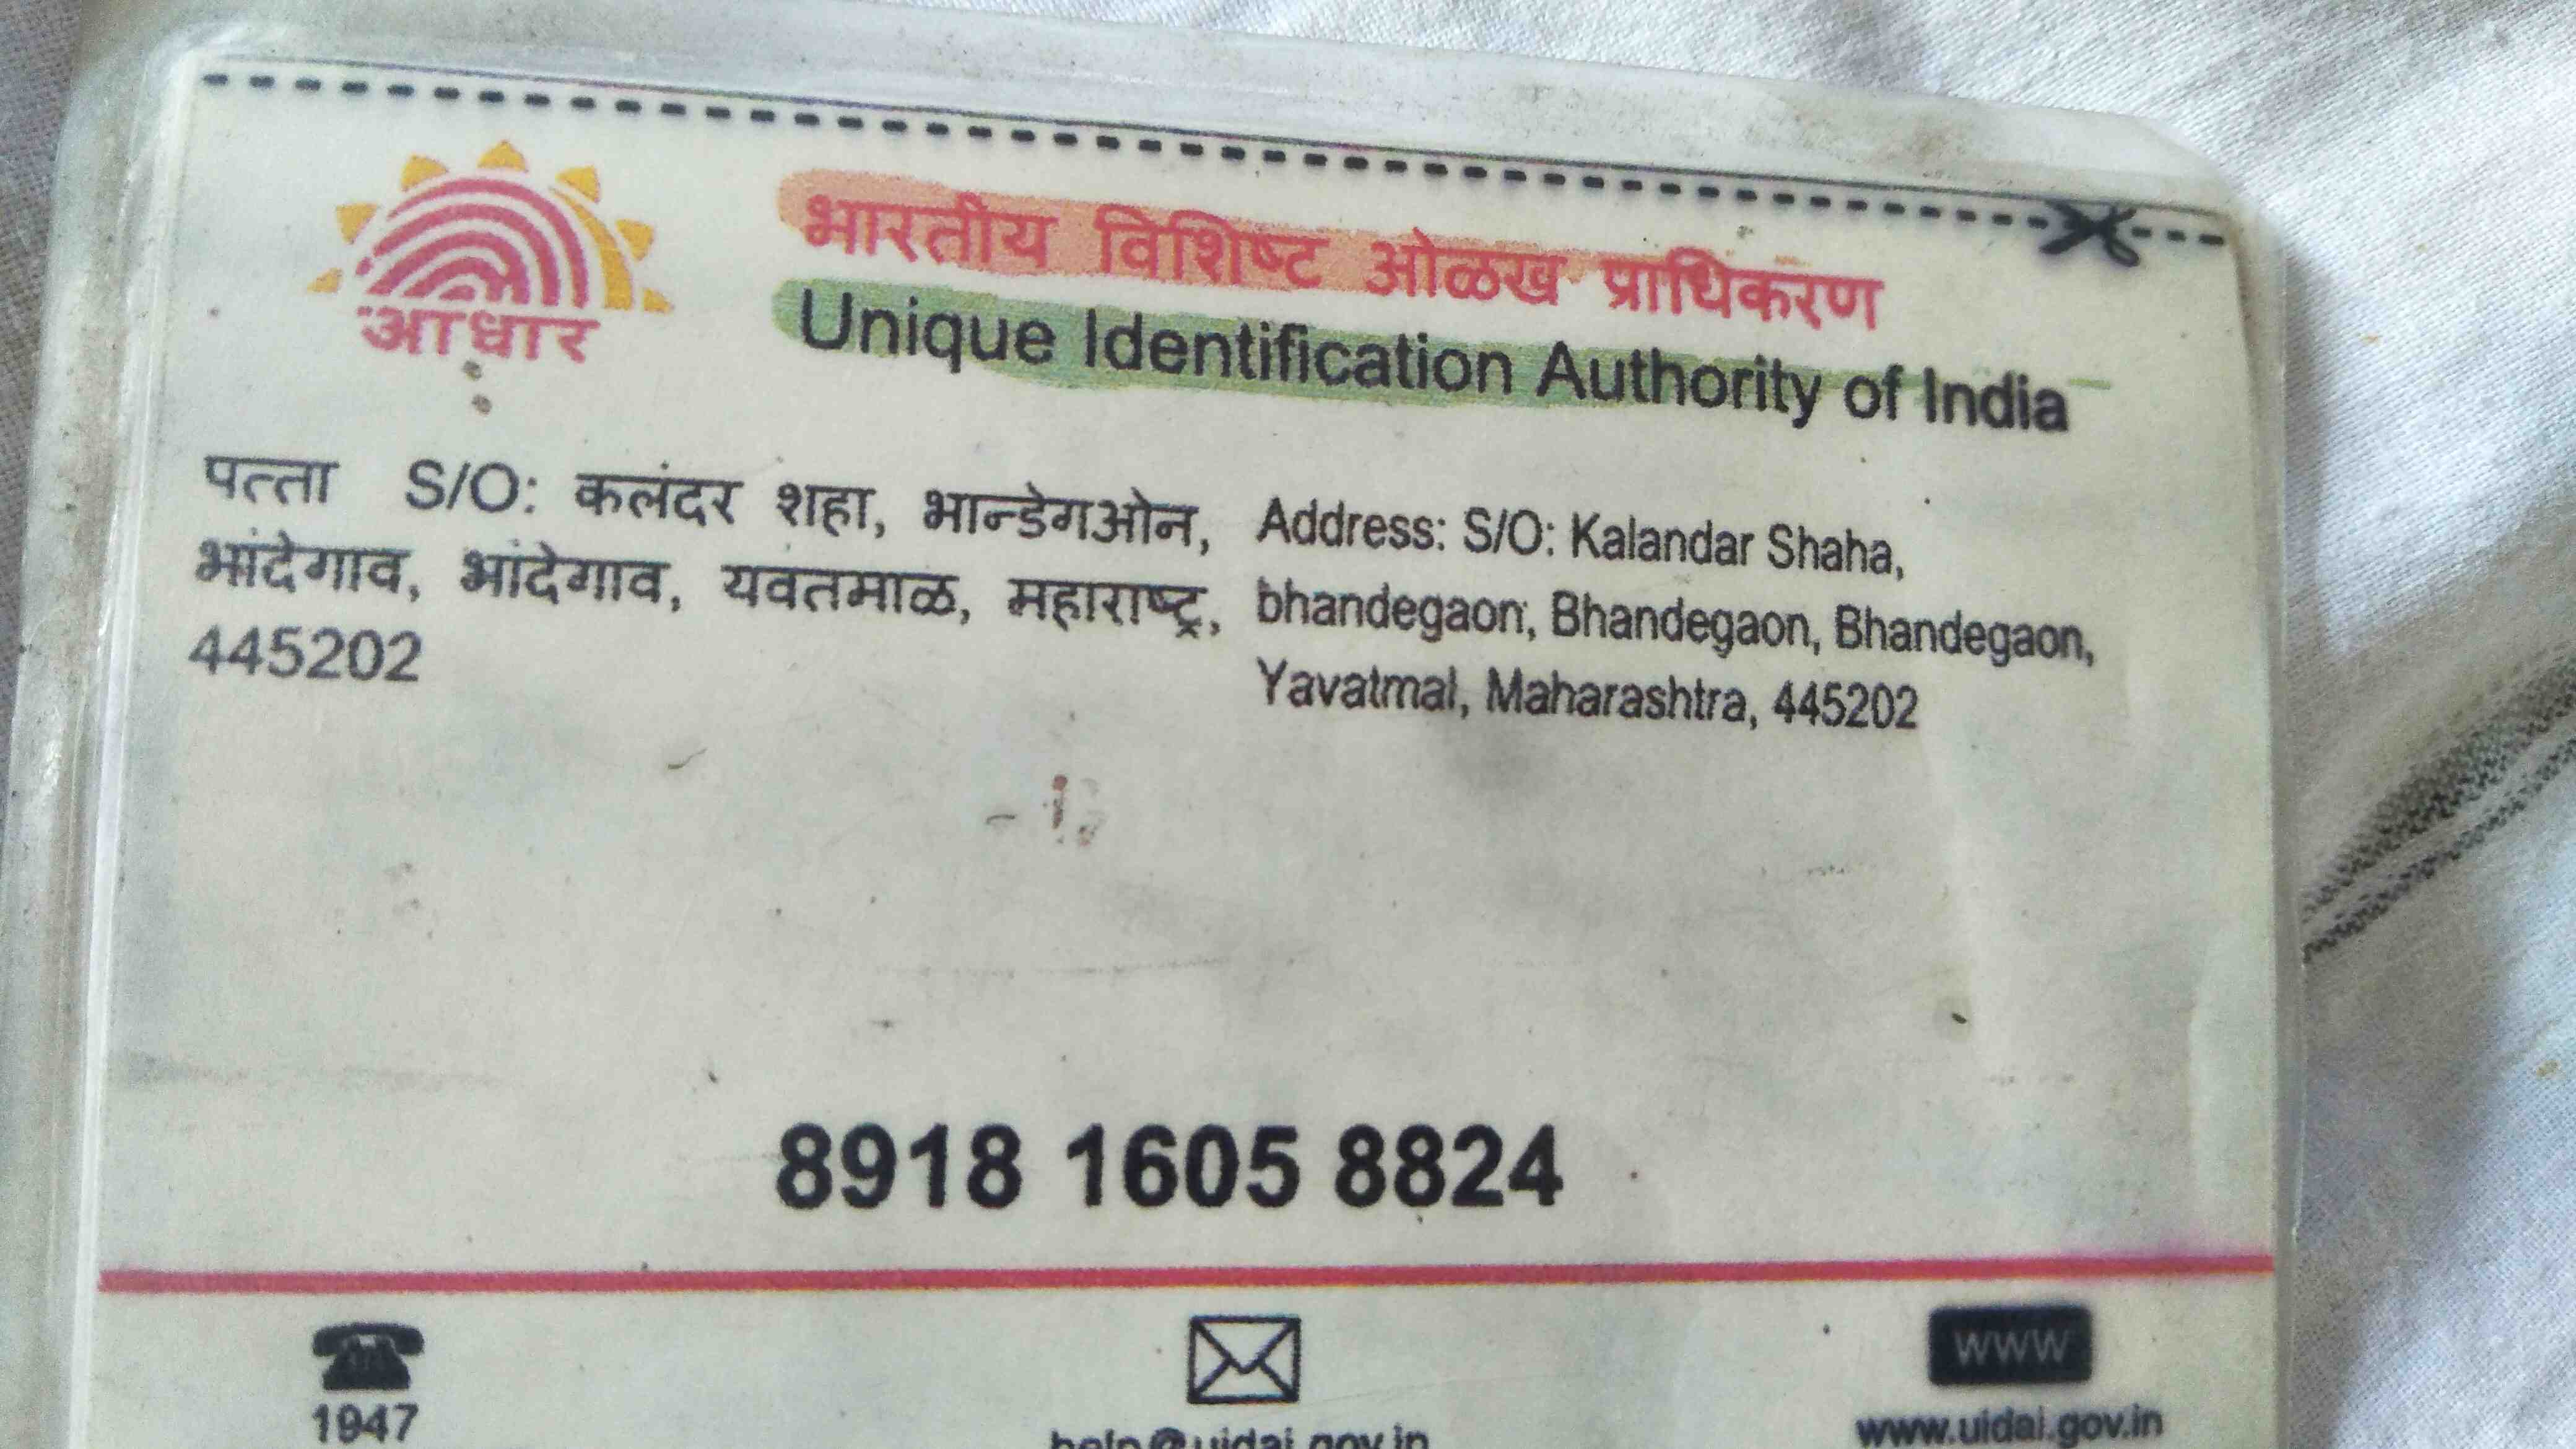 आधार
भारतीय विशिष्ट ओळख प्राधिकरण
Unique Identification Authority of India
पत्ता S/O: कलंदर शहा, भान्डेगओन,
भांदेगाव, भांदेगाव, यवतमाळ, महाराष्ट्र,
445202
Address: S/O: Kalandar Shaha,
bhandegaon, Bhandegaon, Bhandegaon,
Yavatmal, Maharashtra, 445202
8918 1605 8824
1947
help@uidai.gov.in
WWW
www.uidai.gov.in